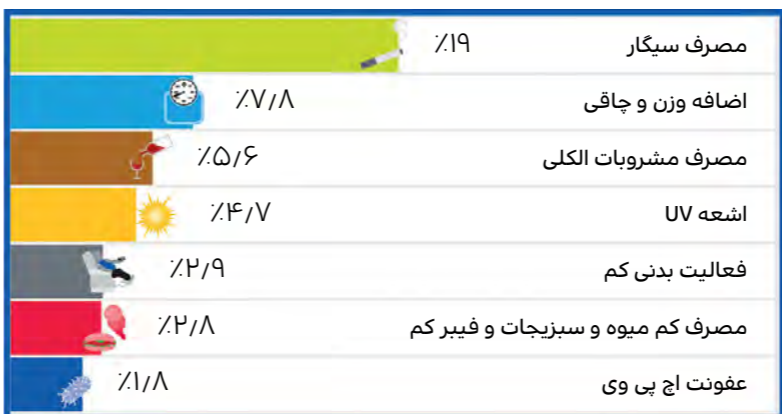 مصرف سیگار ٪۱۹
اضافه وزن و چاقی ٪۷٫۸
مصرف مشروبات الکلی ٪۵٫۶
اشعه UV ٪۴٫۷
فعالیت بدنی کم ٪۲٫۹
مصرف کم میوه و سبزیجات و فیبر کم ٪۲٫۸
عفونت اچ پی وی ٪۱٫۸